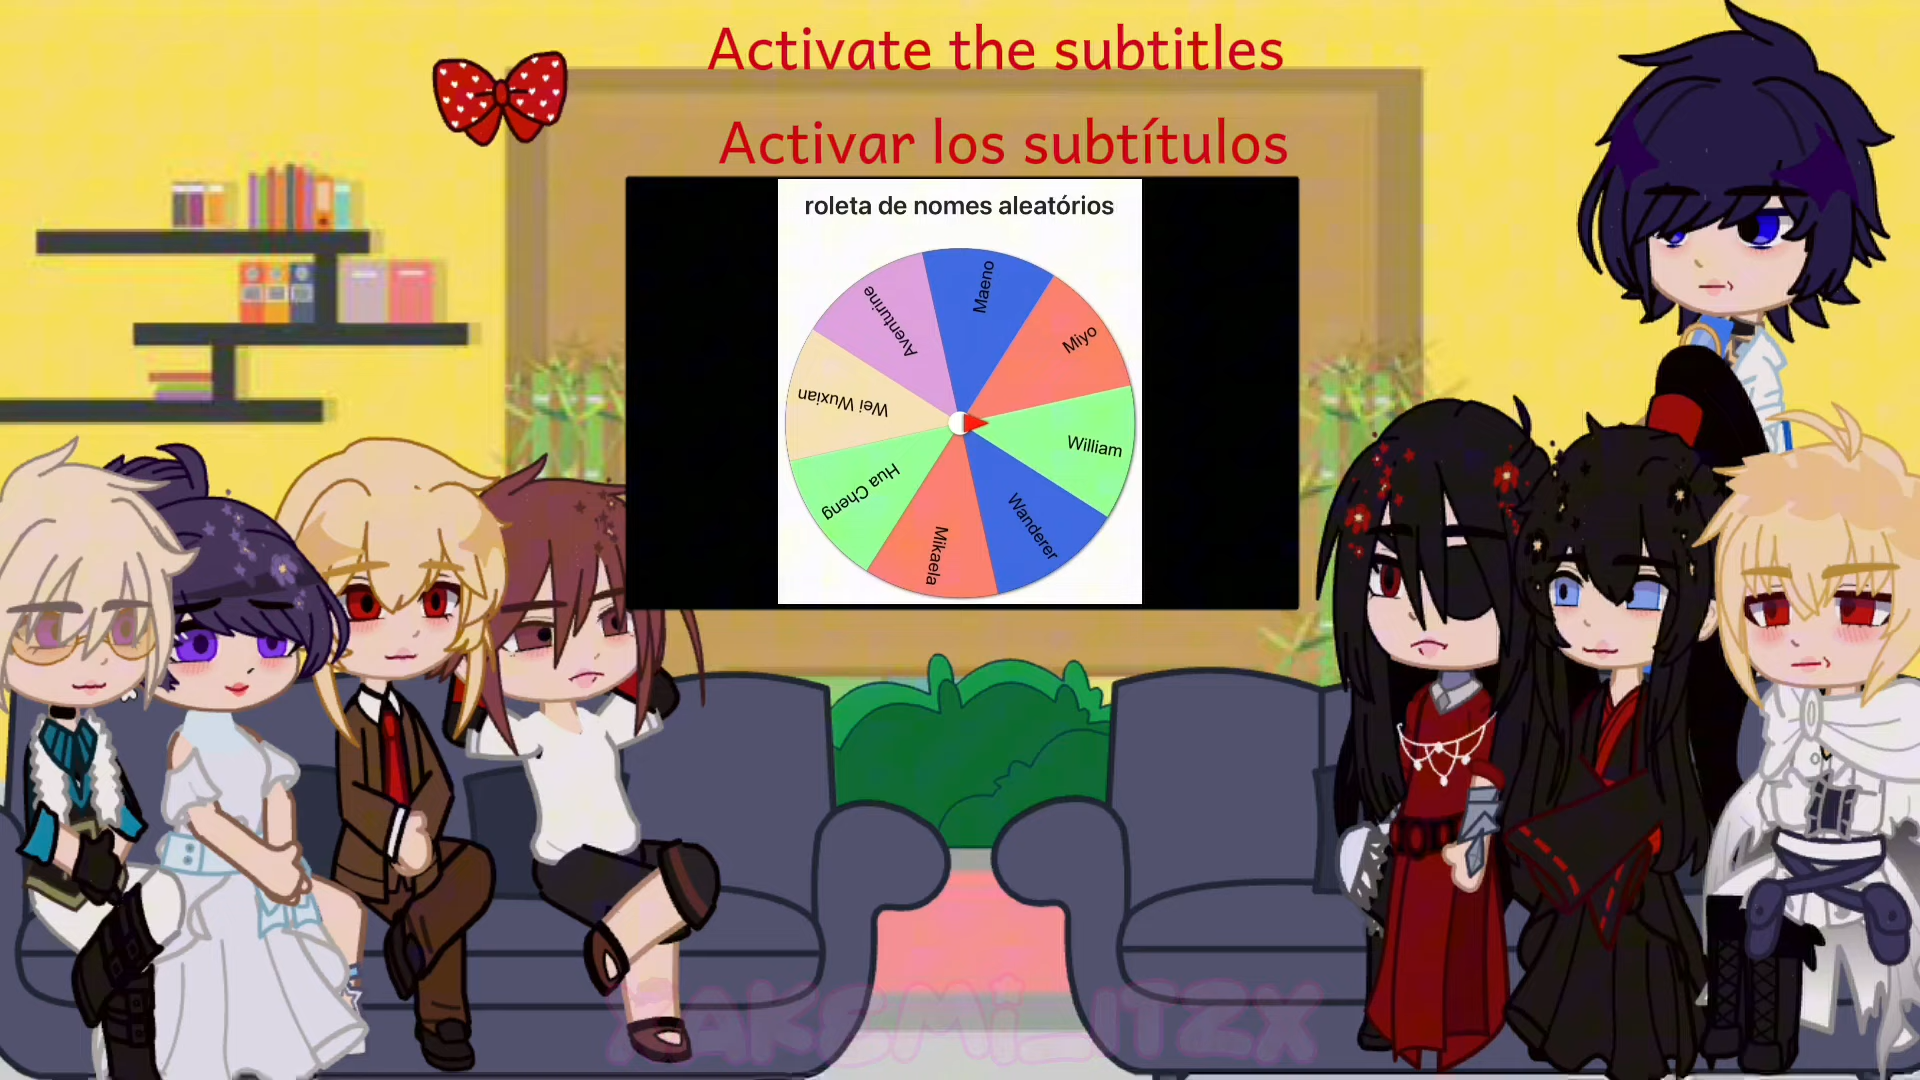 Activate the subtitles
Activar los subtítulos
roleta de nomes aleatórios
Maeno
Miyo
William
Wanderer
Mikaela
Hua Cheng
Wei Wuxian
Aventurine